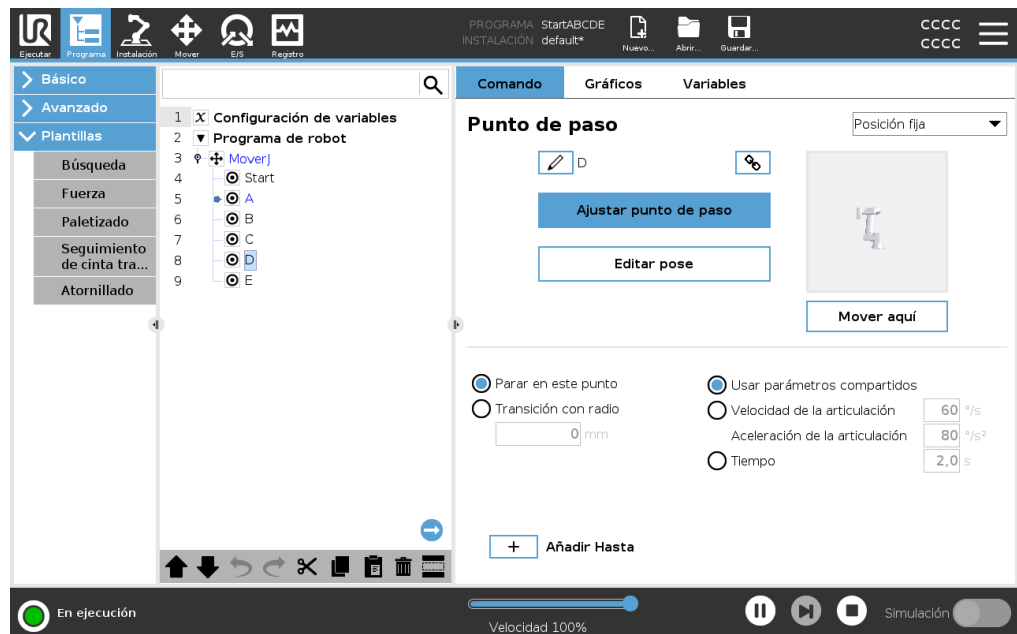 PROGRAMA StartABCDE
INSTALACIÓN default*
CCCC
CCCC
Ejecutar Programa Instalación Mover E/S Registro Nuevo... Abrir... Guardar...
Básico
Avanzado
Plantillas
Búsqueda
Fuerza
Paletizado
Seguimiento
de cinta tra...
Atornillado
1 X Configuración de variables
2 Programa de robot
3 MoverJ
4 Start
5 A
6 B
7 C
8 D
9 E
Comando Gráficos Variables
Punto de paso
Posición fija
D
Ajustar punto de paso
Editar pose
Mover aquí
Parar en este punto
Transición con radio
0 mm
Usar parámetros compartidos
Velocidad de la articulación 60 °/s
Aceleración de la articulación 80 °/s²
Tiempo 2,0 s
+ Añadir Hasta
En ejecución
Velocidad 100%
Simulación